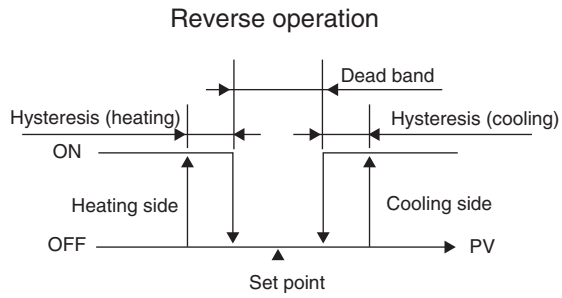 Reverse operation
Dead band
Hysteresis (heating)
Hysteresis (cooling)
ON
Heating side
Cooling side
OFF
PV
Set point